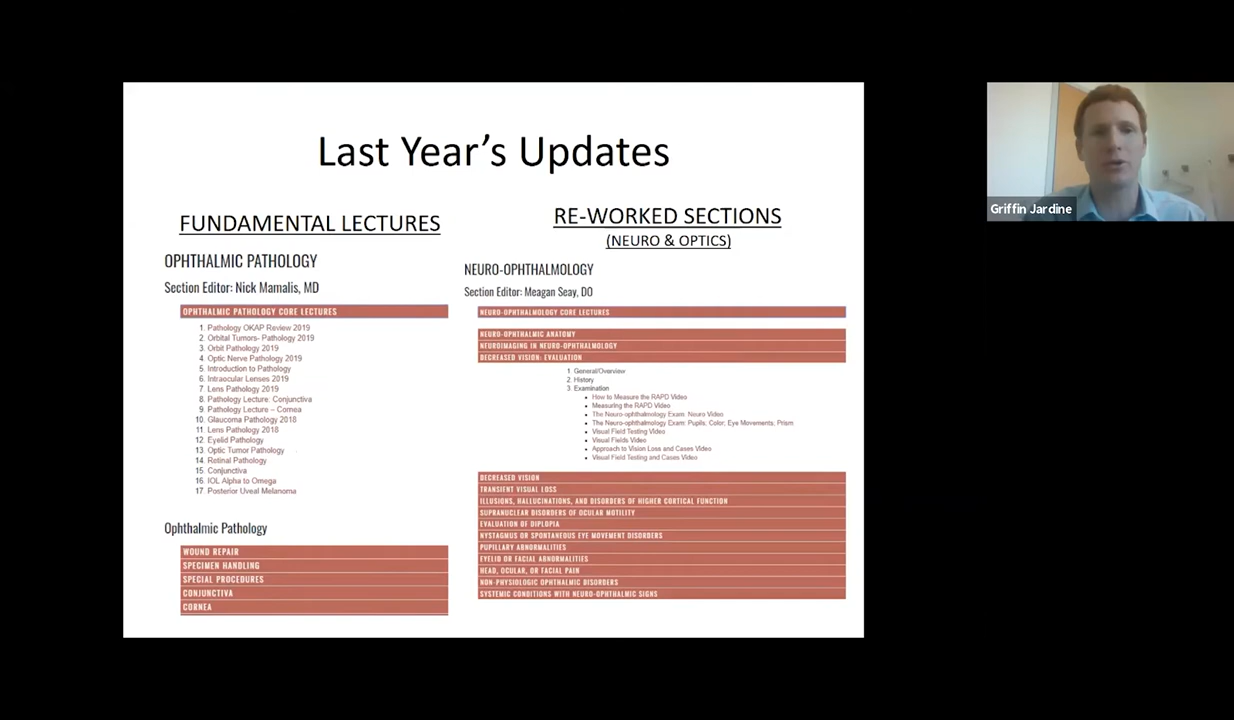 Last Year's Updates
FUNDAMENTAL LECTURES
OPHTHALMIC PATHOLOGY
Section Editor: Nick Mamalis, MD
OPHTHALMIC PATHOLOGY CORE LECTURES
1. Pathology OKAP Review 2019
2. Orbital Tumors- Pathology 2019
3. Orbit Pathology 2019
4. Optic Nerve Pathology 2019
5. Introduction to Pathology
6. Intraocular Lenses 2019
7. Lens Pathology 2019
8. Pathology Lecture: Conjunctiva
9. Pathology Lecture – Cornea
10. Glaucoma Pathology 2018
11. Lens Pathology 2018
12. Eyelid Pathology
13. Optic Tumor Pathology
14. Retinal Pathology
15. Conjunctiva
16. IOL Alpha to Omega
17. Posterior Uveal Melanoma
Ophthalmic Pathology
WOUND REPAIR
SPECIMEN HANDLING
SPECIAL PROCEDURES
CONJUNCTIVA
CORNEA
RE-WORKED SECTIONS
(NEURO & OPTICS)
NEURO-OPHTHALMOLOGY
Section Editor: Meagan Seay, DO
NEURO-OPHTHALMOLOGY CORE LECTURES
NEURO-OPHTHALMIC ANATOMY
NEUROIMAGING IN NEURO-OPHTHALMOLOGY
DECREASED VISION: EVALUATION
1. General/Overview
2. History
3. Examination
• How to Measure the RAPD Video
• Measuring the RAPD Video
• The Neuro-ophthalmology Exam: Neuro Video
• The Neuro-ophthalmology Exam: Pupils, Color, Eye Movements, Prism
• Visual Field Testing Video
• Visual Fields Video
• Approach to Vision Loss and Cases Video
• Visual Field Testing and Cases Video
DECREASED VISION
TRANSIENT VISUAL LOSS
ILLUSIONS, HALLUCINATIONS, AND DISORDERS OF HIGHER CORTICAL FUNCTION
SUPRANUCLEAR DISORDERS OF OCULAR MOTILITY
EVALUATION OF DIPLOPIA
NYSTAGMUS OR SPONTANEOUS EYE MOVEMENT DISORDERS
PUPILLARY ABNORMALITIES
EYELID OR FACIAL ABNORMALITIES
HEAD, OCULAR, OR FACIAL PAIN
NON-PHYSIOLOGIC OPHTHALMIC DISORDERS
SYSTEMIC CONDITIONS WITH NEURO-OPHTHALMIC SIGNS
Griffin Jardine